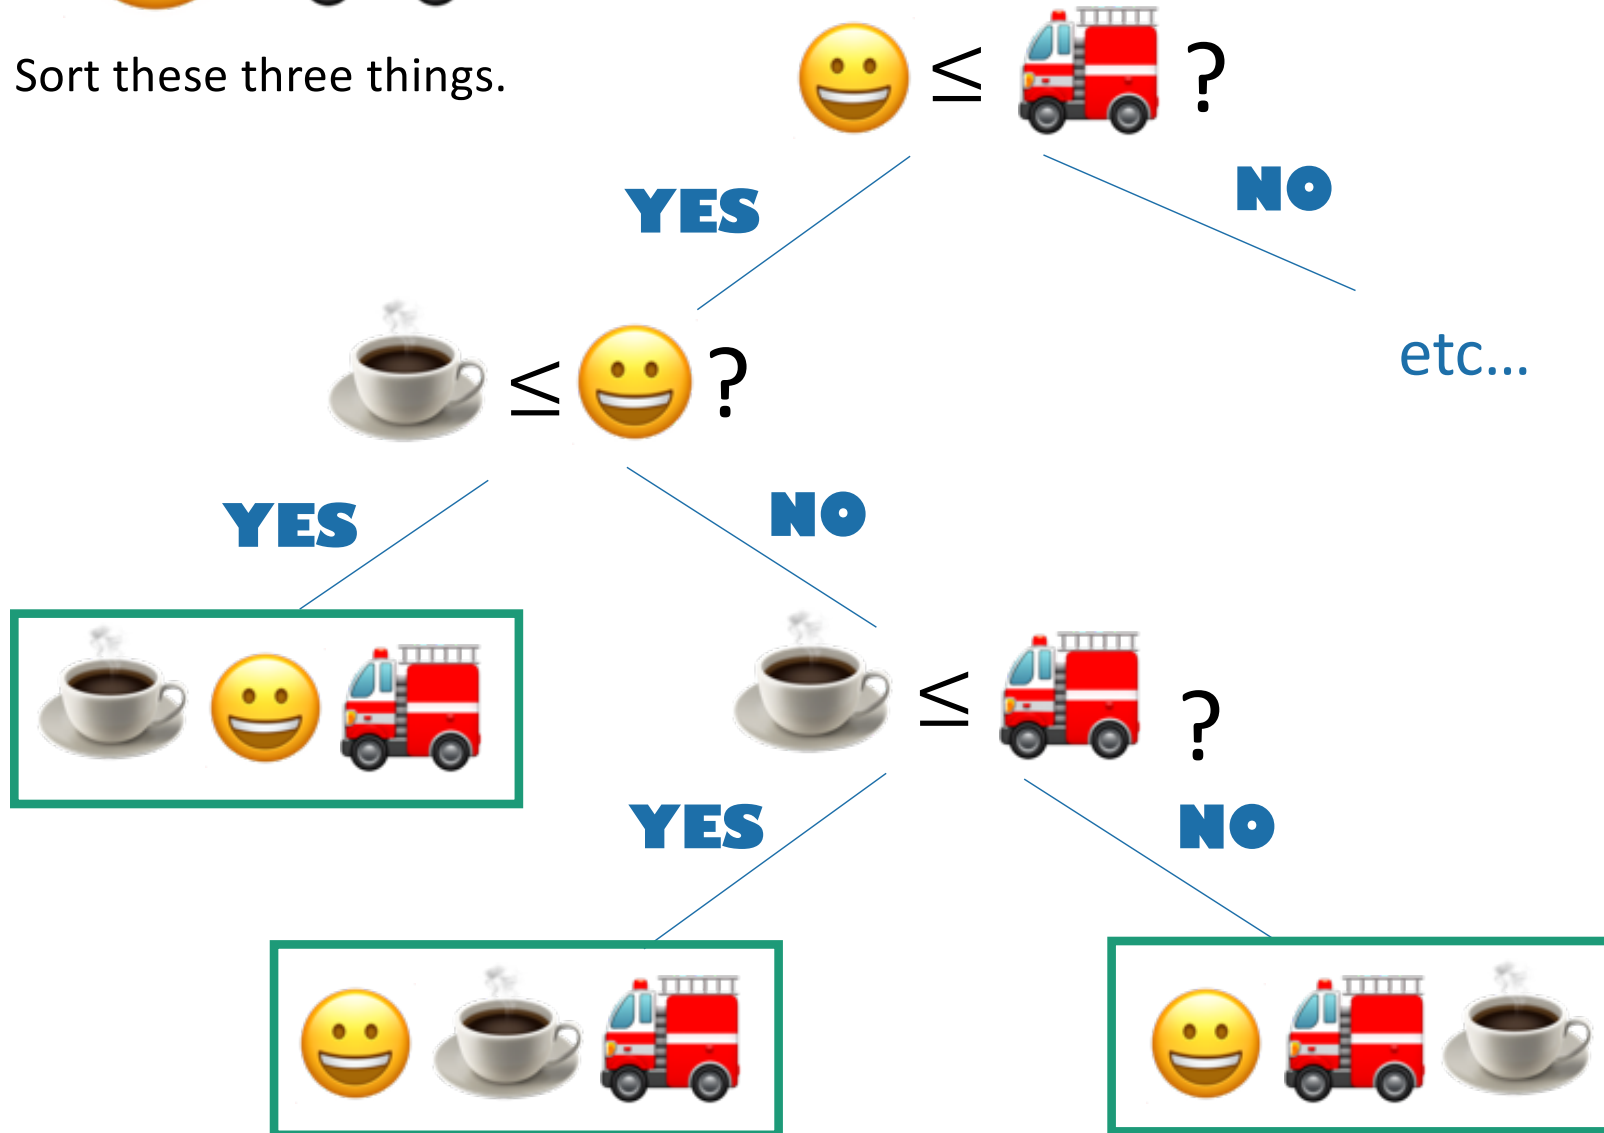 Sort these three things.
≤ ?
YES
NO
≤ ?
etc...
YES
NO
≤ ?
YES
NO